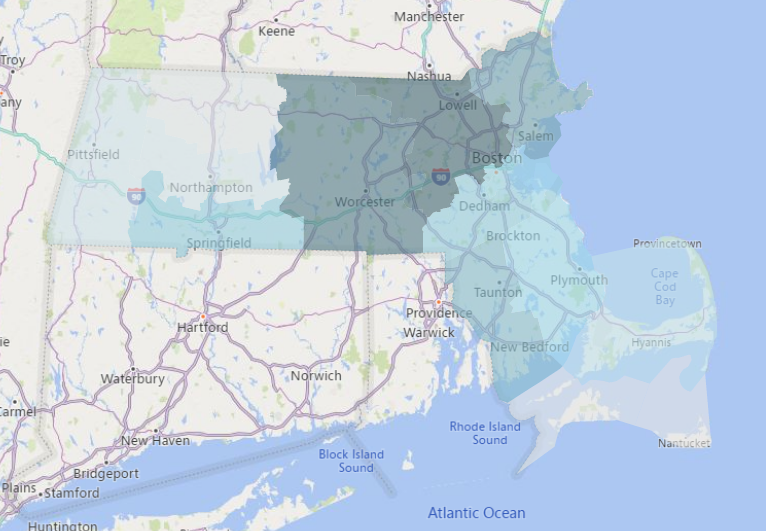 Manchester
Keene
Troy
any
Nashua
Lowell
Salem
Boston
Pittsfield
90
Northampton
90
Worcester
Dedham
Springfield
Brockton
Provincetown
Cape
Cod
Bay
Plymouth
Taunton
Providence
Hartford
Warwick
Hyannis
ie
New Bedford
Waterbury
Norwich
Carmel
New Haven
Rhode Island
Sound
Nantucket
Block Island
Sound
Bridgeport
Plains
Stamford
Atlantic Ocean
Huntington